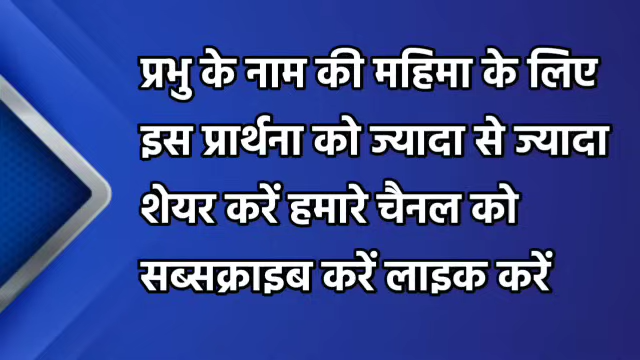 प्रभु के नाम की महिमा के लिए
इस प्रार्थना को ज्यादा से ज्यादा
शेयर करें हमारे चैनल को
सब्सक्राइब करें लाइक करें